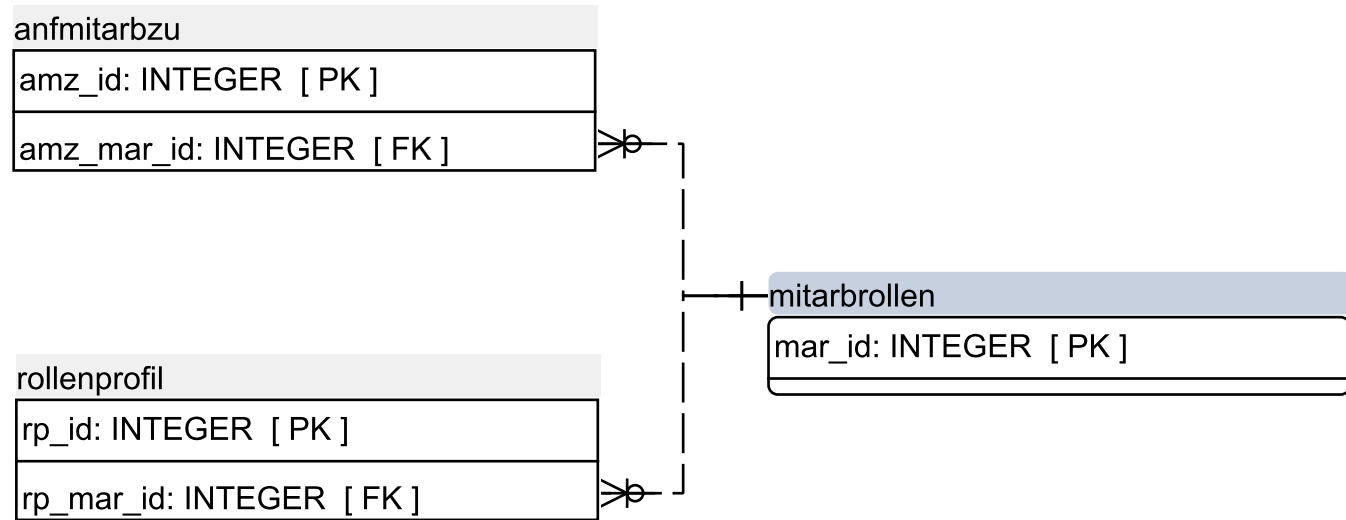 anfmitarbzu
amz_id: INTEGER [ PK ]
amz_mar_id: INTEGER [ FK ]
mitarbrollen
mar_id: INTEGER [ PK ]
rollenprofil
rp_id: INTEGER [ PK ]
rp_mar_id: INTEGER [ FK ]